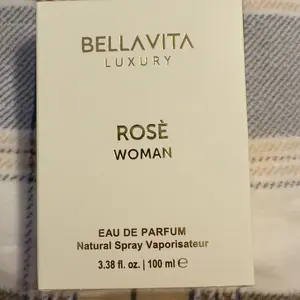 BELLAVITA
LUXURY
ROSÈ
WOMAN
EAU DE PARFUM
Natural Spray Vaporisateur
3.38 fl. oz. | 100 ml ℮